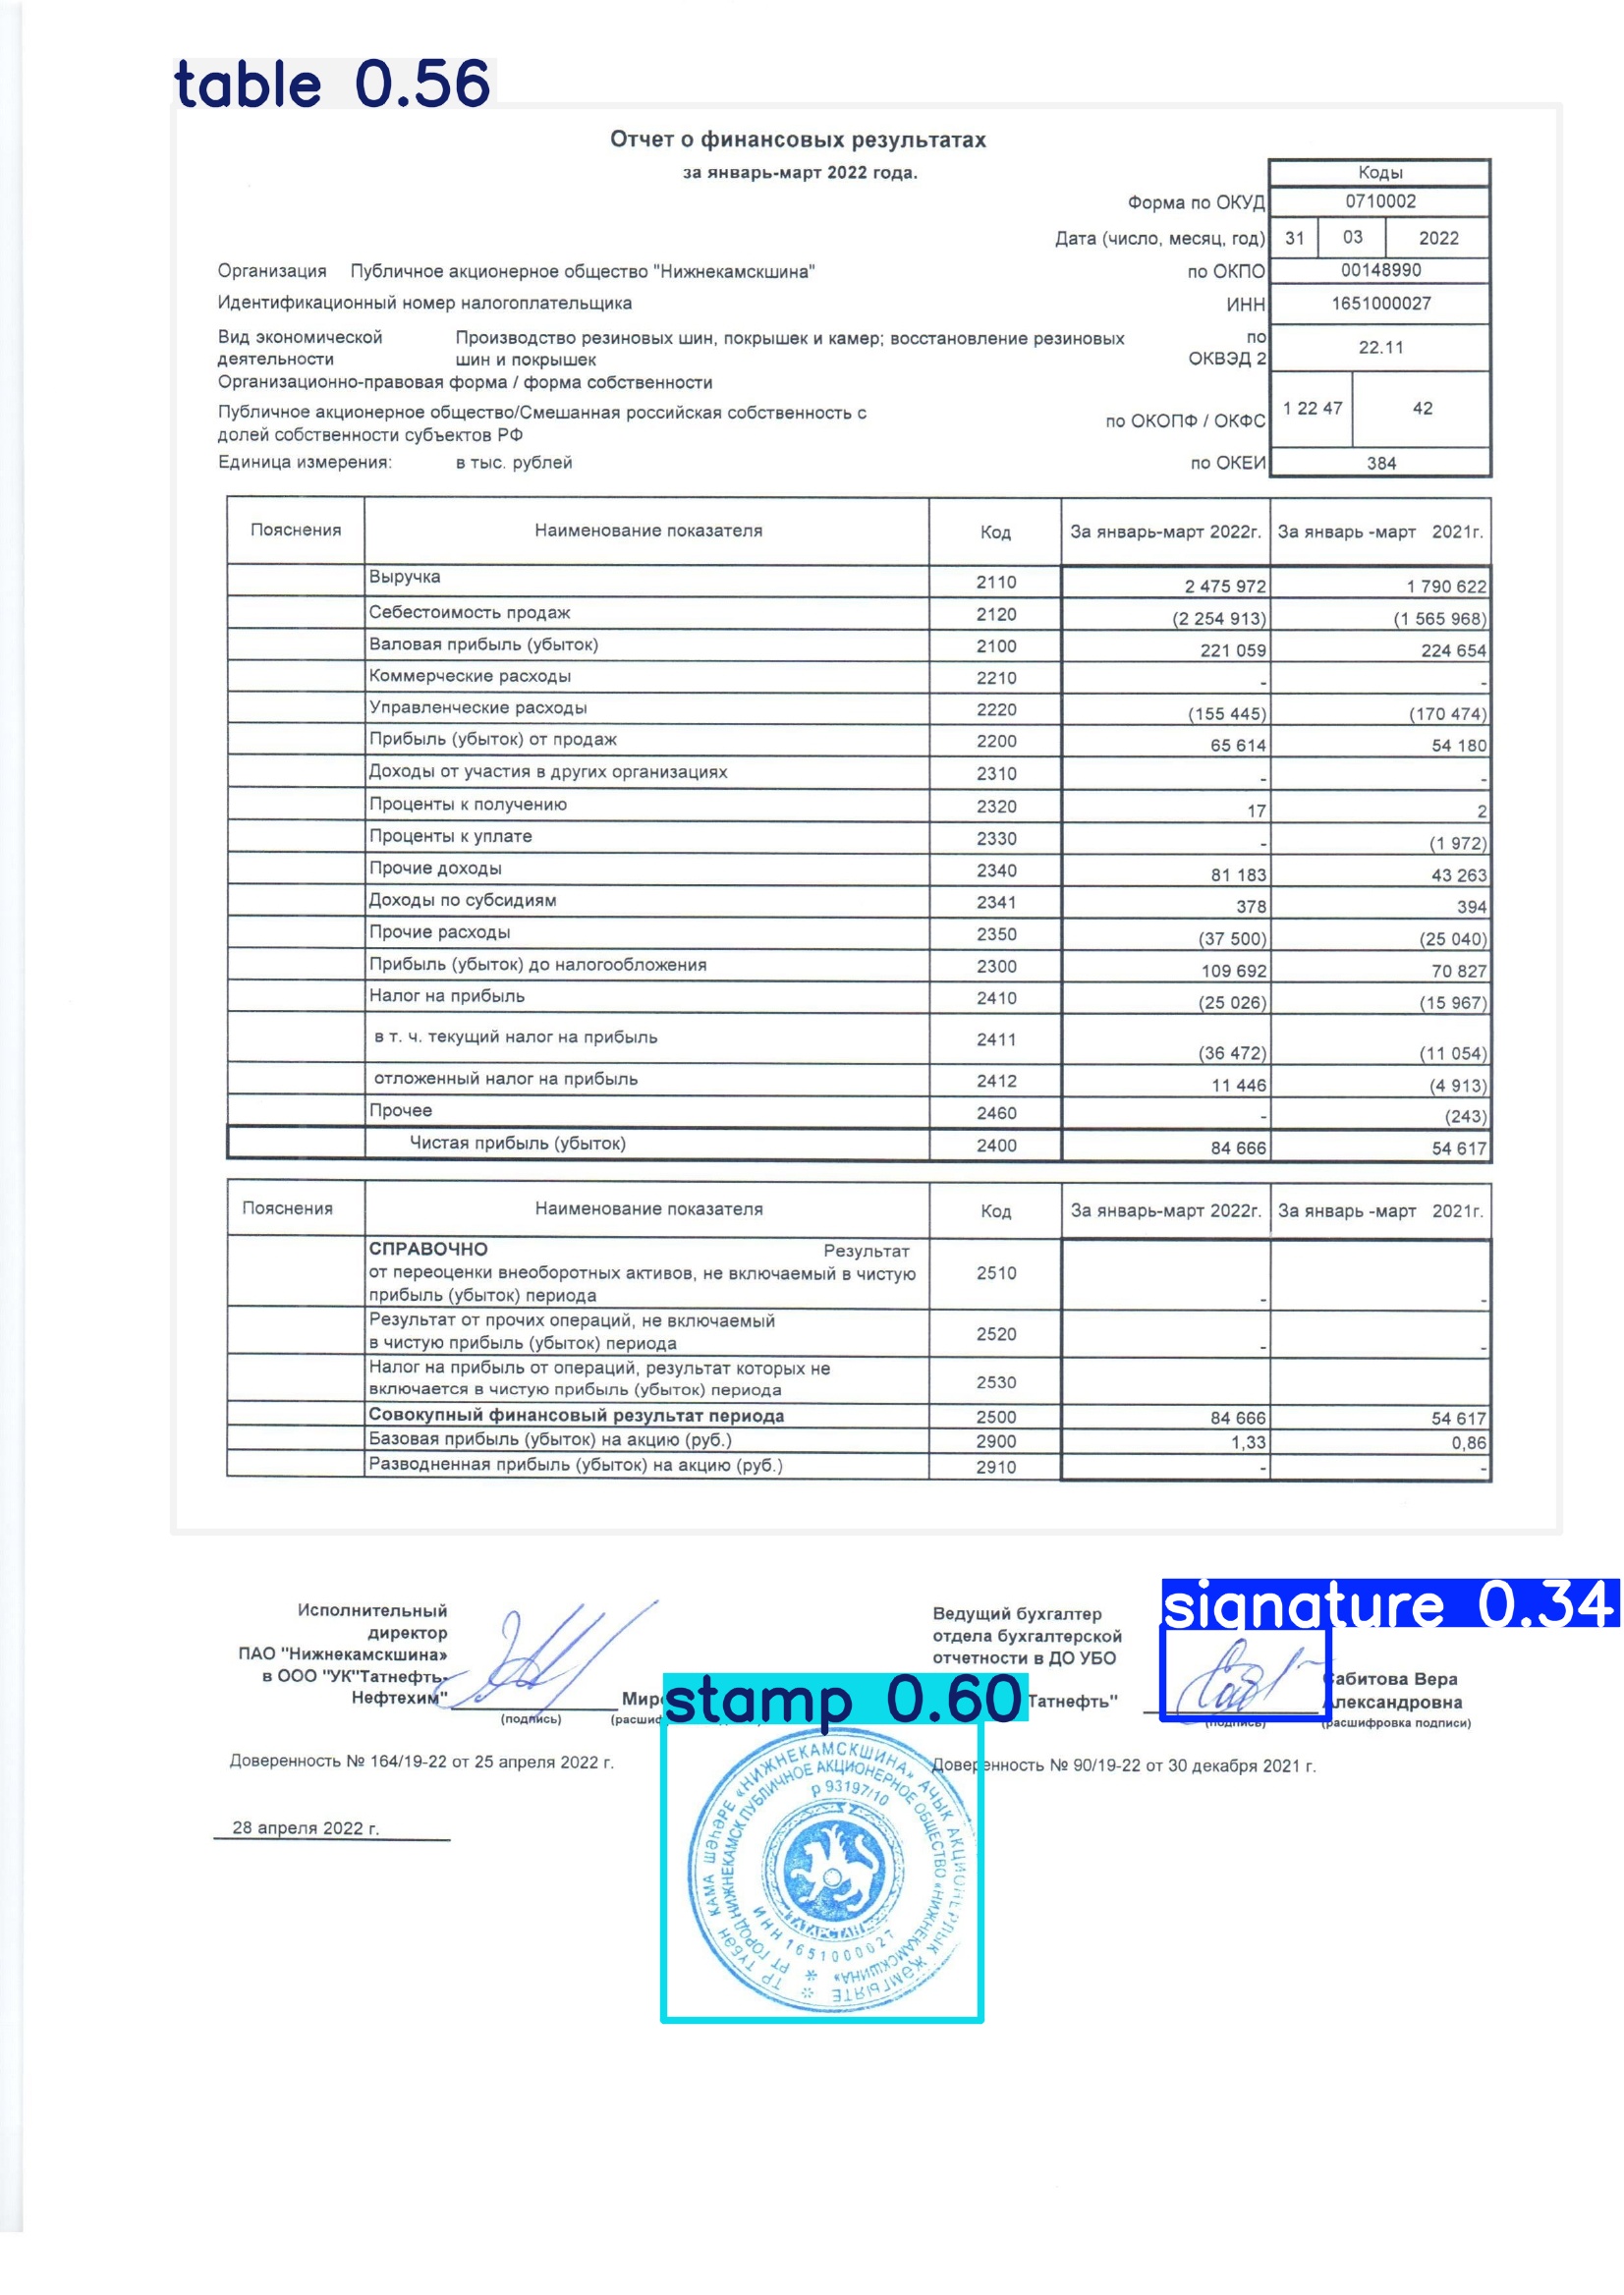 table 0.56
Отчет о финансовых результатах
за январь-март 2022 года.
Коды
Форма по ОКУД 0710002
Дата (число, месяц, год) 31 03 2022
Организация Публичное акционерное общество "Нижнекамскшина" по ОКПО 00148990
Идентификационный номер налогоплательщика ИНН 1651000027
Вид экономической Производство резиновых шин, покрышек и камер; восстановление резиновых по
деятельности шин и покрышек ОКВЭД 2 22.11
Организационно-правовая форма / форма собственности
Публичное акционерное общество/Смешанная российская собственность с
долей собственности субъектов РФ по ОКОПФ / ОКФС 1 22 47 42
Единица измерения: в тыс. рублей по ОКЕИ 384
Пояснения Наименование показателя Код За январь-март 2022г. За январь -март 2021г.
Выручка 2110 2 475 972 1 790 622
Себестоимость продаж 2120 (2 254 913) (1 565 968)
Валовая прибыль (убыток) 2100 221 059 224 654
Коммерческие расходы 2210 - -
Управленческие расходы 2220 (155 445) (170 474)
Прибыль (убыток) от продаж 2200 65 614 54 180
Доходы от участия в других организациях 2310 - -
Проценты к получению 2320 17 2
Проценты к уплате 2330 - (1 972)
Прочие доходы 2340 81 183 43 263
Доходы по субсидиям 2341 378 394
Прочие расходы 2350 (37 500) (25 040)
Прибыль (убыток) до налогообложения 2300 109 692 70 827
Налог на прибыль 2410 (25 026) (15 967)
в т. ч. текущий налог на прибыль 2411 (36 472) (11 054)
отложенный налог на прибыль 2412 11 446 (4 913)
Прочее 2460 - (243)
Чистая прибыль (убыток) 2400 84 666 54 617
Пояснения Наименование показателя Код За январь-март 2022г. За январь -март 2021г.
СПРАВОЧНО Результат
от переоценки внеоборотных активов, не включаемый в чистую
прибыль (убыток) периода 2510 - -
Результат от прочих операций, не включаемый
в чистую прибыль (убыток) периода 2520 - -
Налог на прибыль от операций, результат которых не
включается в чистую прибыль (убыток) периода 2530
Совокупный финансовый результат периода 2500 84 666 54 617
Базовая прибыль (убыток) на акцию (руб.) 2900 1,33 0,86
Разводненная прибыль (убыток) на акцию (руб.) 2910 - -
signature 0.34
Исполнительный
директор
ПАО "Нижнекамскшина»
в ООО "УК"Татнефть-
Нефтехим"
(подпись)
Ведущий бухгалтер
отдела бухгалтерской
отчетности в ДО УБО
Татнефть"
Сабитова Вера
Александровна
(подпись) (расшифровка подписи)
stamp 0.60
Доверенность № 164/19-22 от 25 апреля 2022 г.
Доверенность № 90/19-22 от 30 декабря 2021 г.
28 апреля 2022 г.
ТР ТҮБӘН КАМА ШӘҺӘРЕ «НИЖНЕКАМСКШИНА» АЧЫК АКЦИОНЕРЛЫК ҖӘМГЫЯТЕ
РТ ГОРОД НИЖНЕКАМСК ПУБЛИЧНОЕ АКЦИОНЕРНОЕ ОБЩЕСТВО «НИЖНЕКАМСКШИНА»
р 93197/10
ТАТАРСТАН
ИНН 1651000027